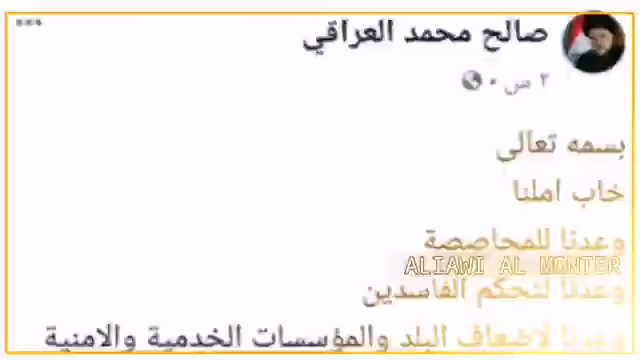 صالح محمد العراقي
٢ س
بسمه تعالى
خاب املنا
وعدنا للمحاصصة
ALIAWI AL MONTER
وعدنا لتحكم الفاسدين
وعدنا لاضعاف البلد والمؤسسات الخدمية والامنية